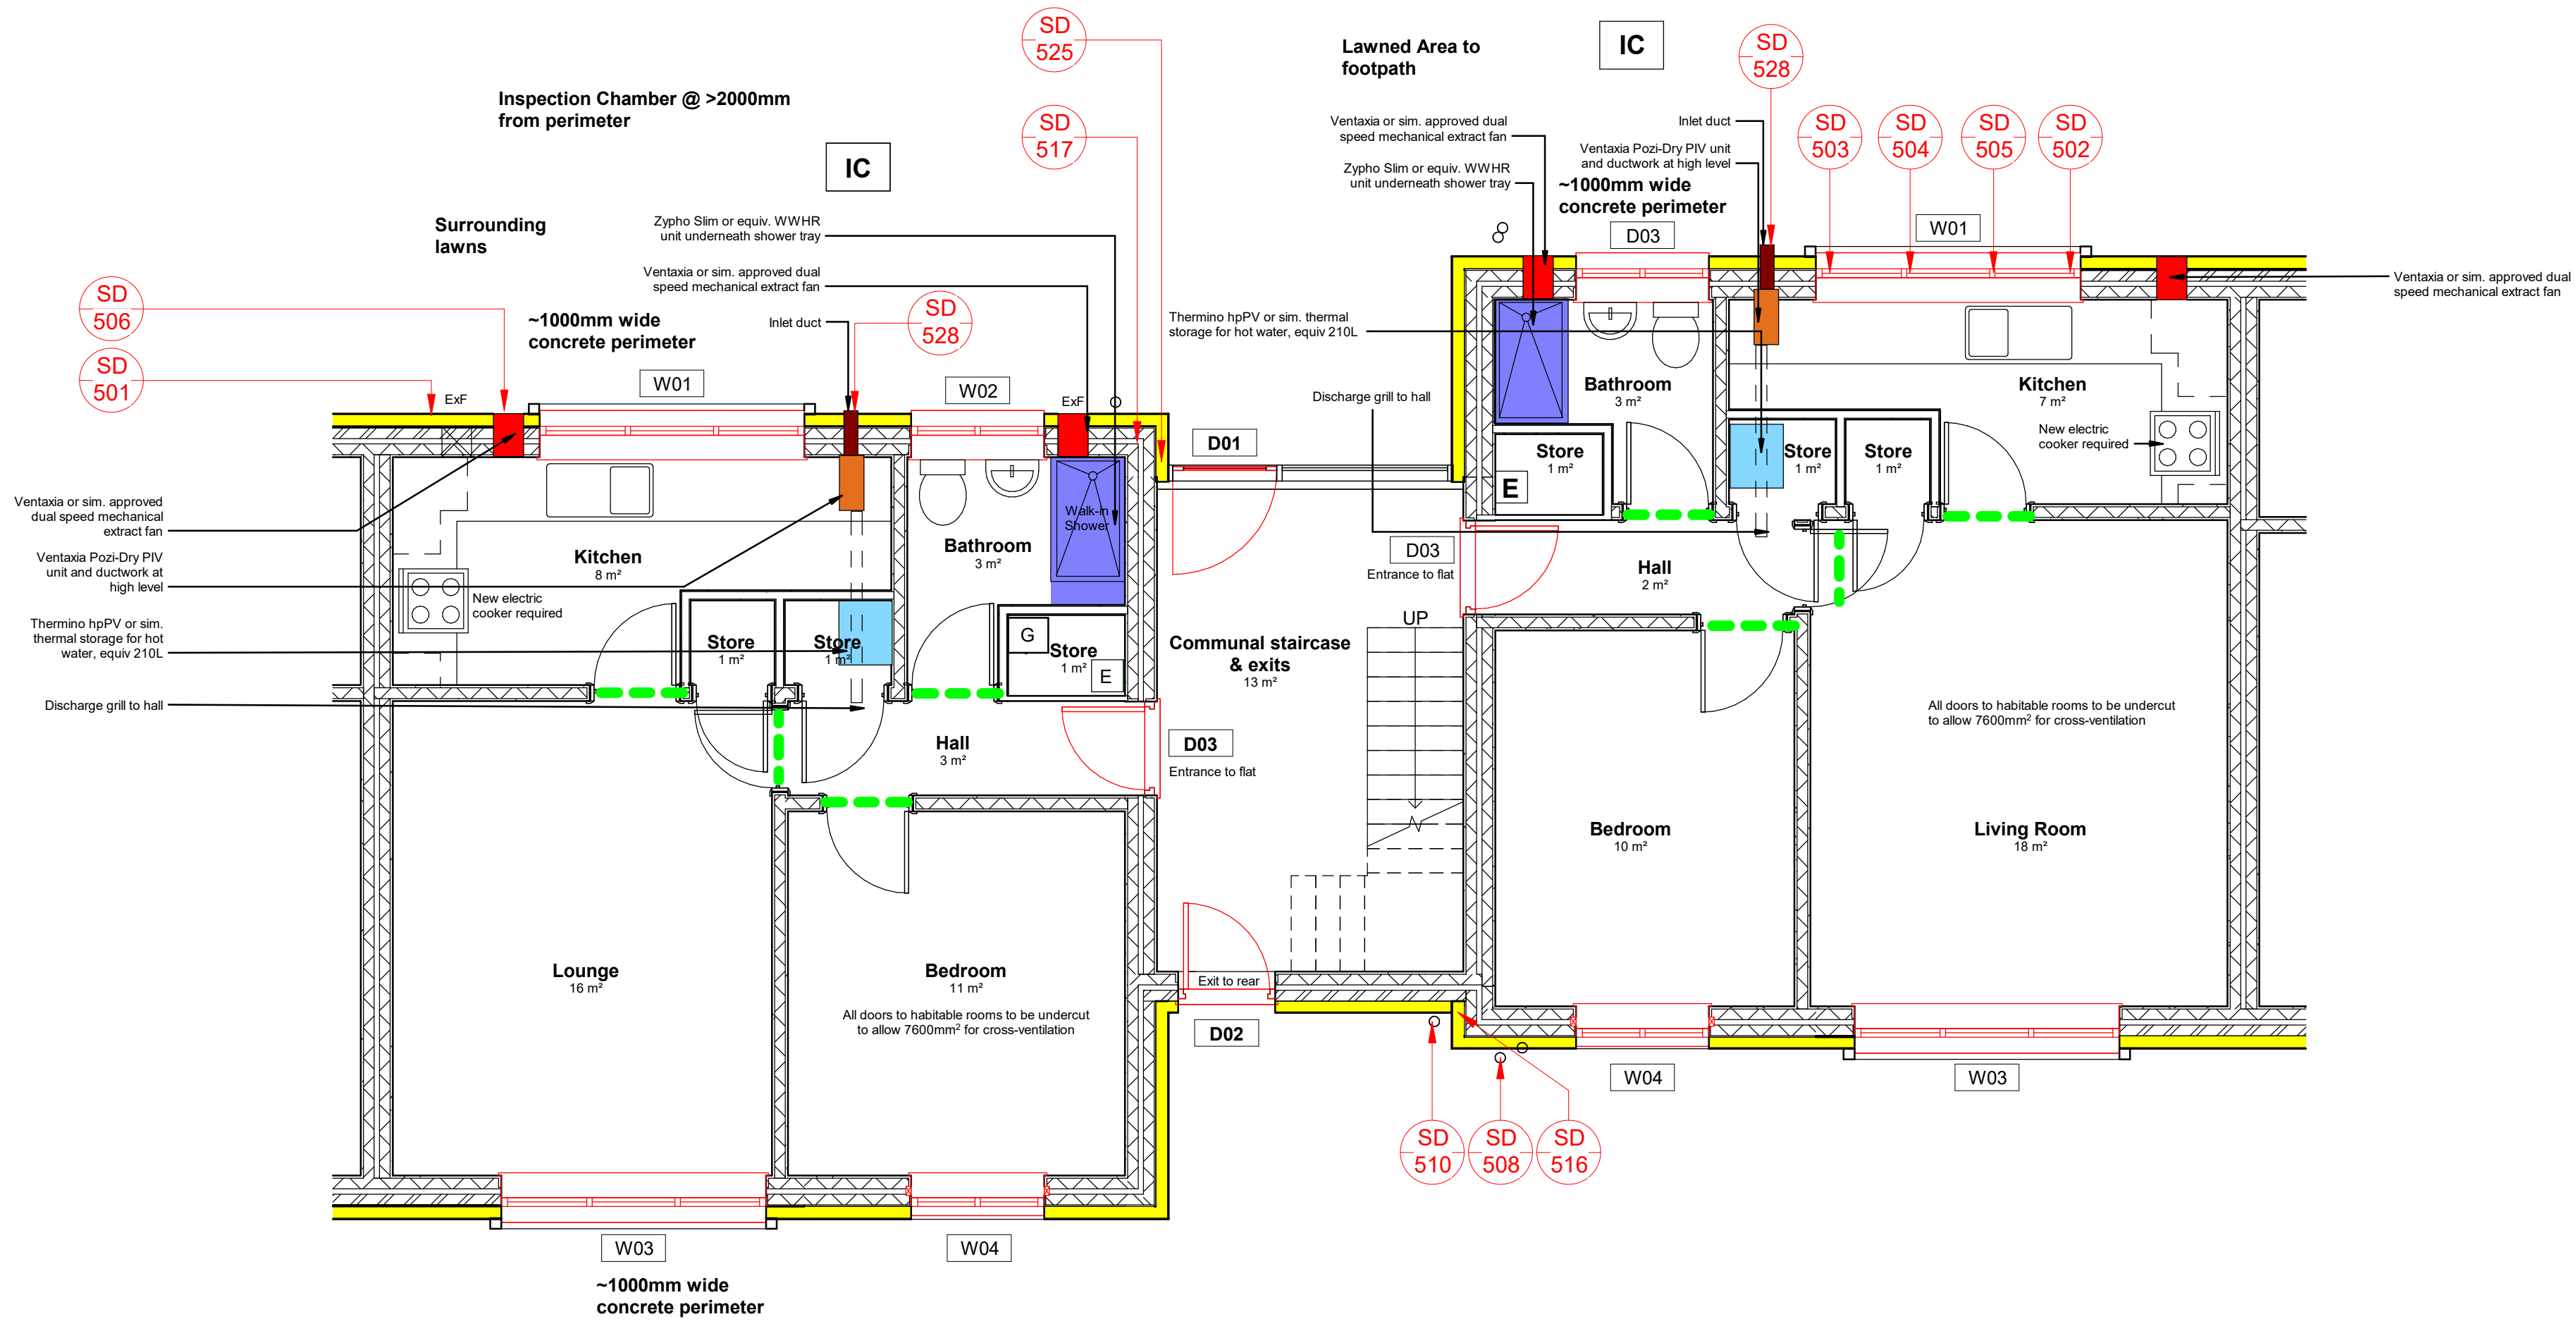 SD
525
SD
517
Lawned Area to
footpath
IC
SD
528
Inspection Chamber @ >2000mm
from perimeter
IC
Ventaxia or sim. approved dual
speed mechanical extract fan
Zypho Slim or equiv. WWHR
unit underneath shower tray
Inlet duct
Ventaxia Pozi-Dry PIV unit
and ductwork at high level
~1000mm wide
concrete perimeter
SD
503
SD
504
SD
505
SD
502
Surrounding
lawns
Zypho Slim or equiv. WWHR
unit underneath shower tray
Ventaxia or sim. approved dual
speed mechanical extract fan
Inlet duct
SD
528
D03
W01
Ventaxia or sim. approved dual
speed mechanical extract fan
SD
506
SD
501
~1000mm wide
concrete perimeter
Thermino hpPV or sim. thermal
storage for hot water, equiv 210L
Discharge grill to hall
ExF
W01
W02
ExF
D01
Bathroom
3 m²
Kitchen
7 m²
New electric
cooker required
Store
1 m²
E
Store
1 m²
Store
1 m²
Ventaxia or sim. approved
dual speed mechanical
extract fan
Ventaxia Pozi-Dry PIV
unit and ductwork at
high level
Thermino hpPV or sim.
thermal storage for hot
water, equiv 210L
Discharge grill to hall
Kitchen
8 m²
New electric
cooker required
Walk-in
Shower
Bathroom
3 m²
Store
1 m²
Store
1 m²
G
Store
1 m²
E
D03
Entrance to flat
Hall
2 m²
UP
Communal staircase
& exits
13 m²
Hall
3 m²
D03
Entrance to flat
All doors to habitable rooms to be undercut
to allow 7600mm² for cross-ventilation
Bedroom
10 m²
Living Room
18 m²
Lounge
16 m²
Bedroom
11 m²
All doors to habitable rooms to be undercut
to allow 7600mm² for cross-ventilation
Exit to rear
D02
W04
W03
SD
510
SD
508
SD
516
W03
W04
~1000mm wide
concrete perimeter